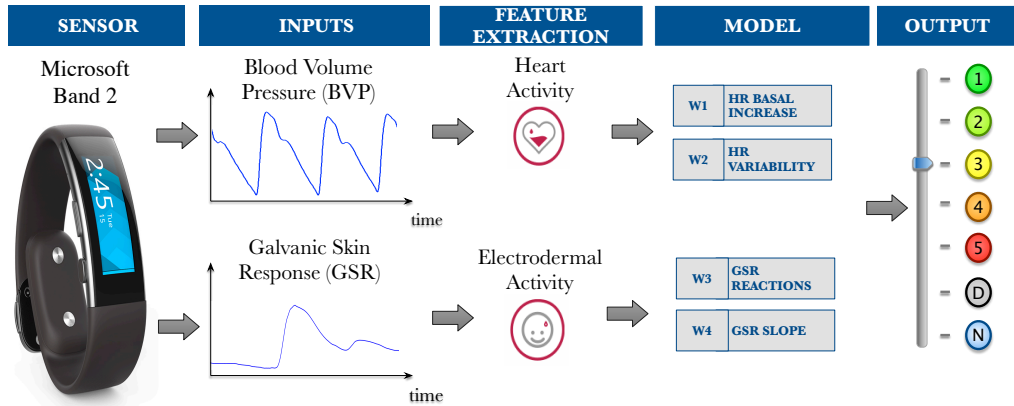 SENSOR
INPUTS
FEATURE
EXTRACTION
MODEL
OUTPUT
Microsoft
Band 2
2:45
Tue
15
Blood Volume
Pressure (BVP)
time
Galvanic Skin
Response (GSR)
time
Heart
Activity
Electrodermal
Activity
W1 HR BASAL
INCREASE
W2 HR
VARIABILITY
W3 GSR
REACTIONS
W4 GSR SLOPE
1
2
3
4
5
D
N